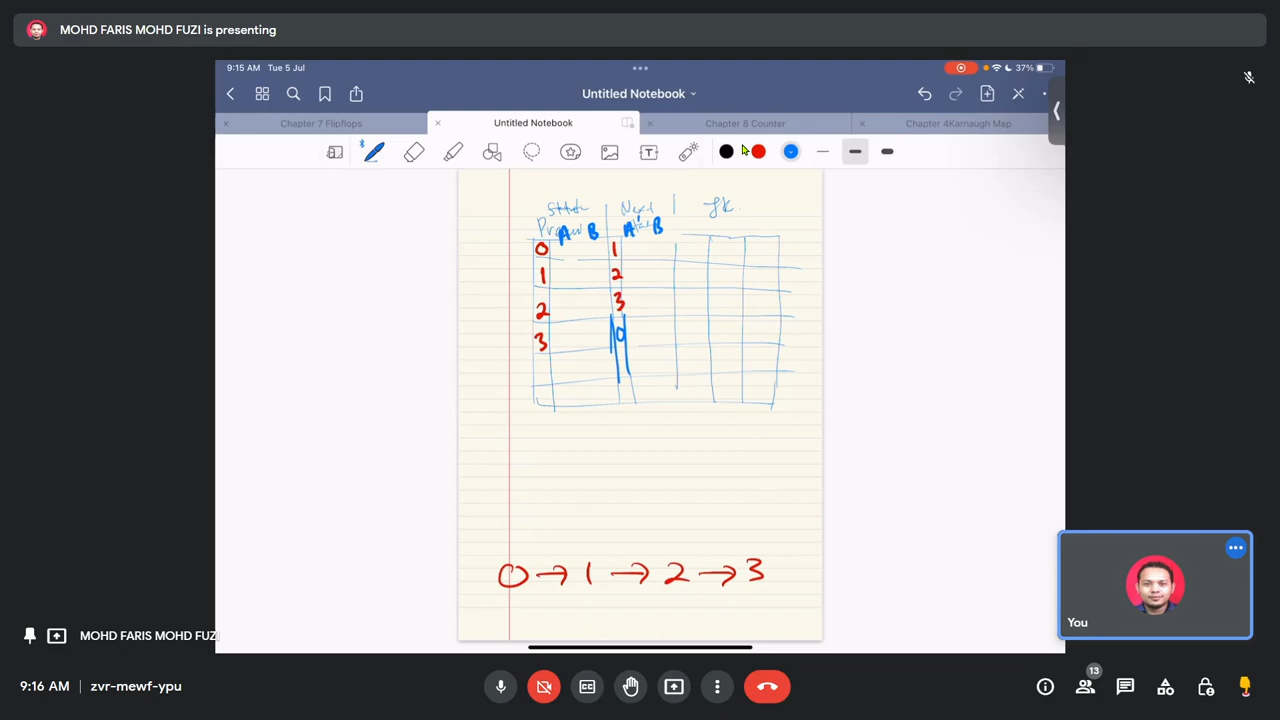 MOHD FARIS MOHD FUZI is presenting
9:15 AM Tue 5 Jul
37%
Untitled Notebook
Chapter 7 Flipflops
Untitled Notebook
Chapter 8 Counter
Chapter 4Karnaugh Map
Next
JK
A B A B
0 1
1 2
2 3
3 0
0 → 1 → 2 → 3
You
MOHD FARIS MOHD FUZI
9:16 AM zvr-mewf-ypu
13